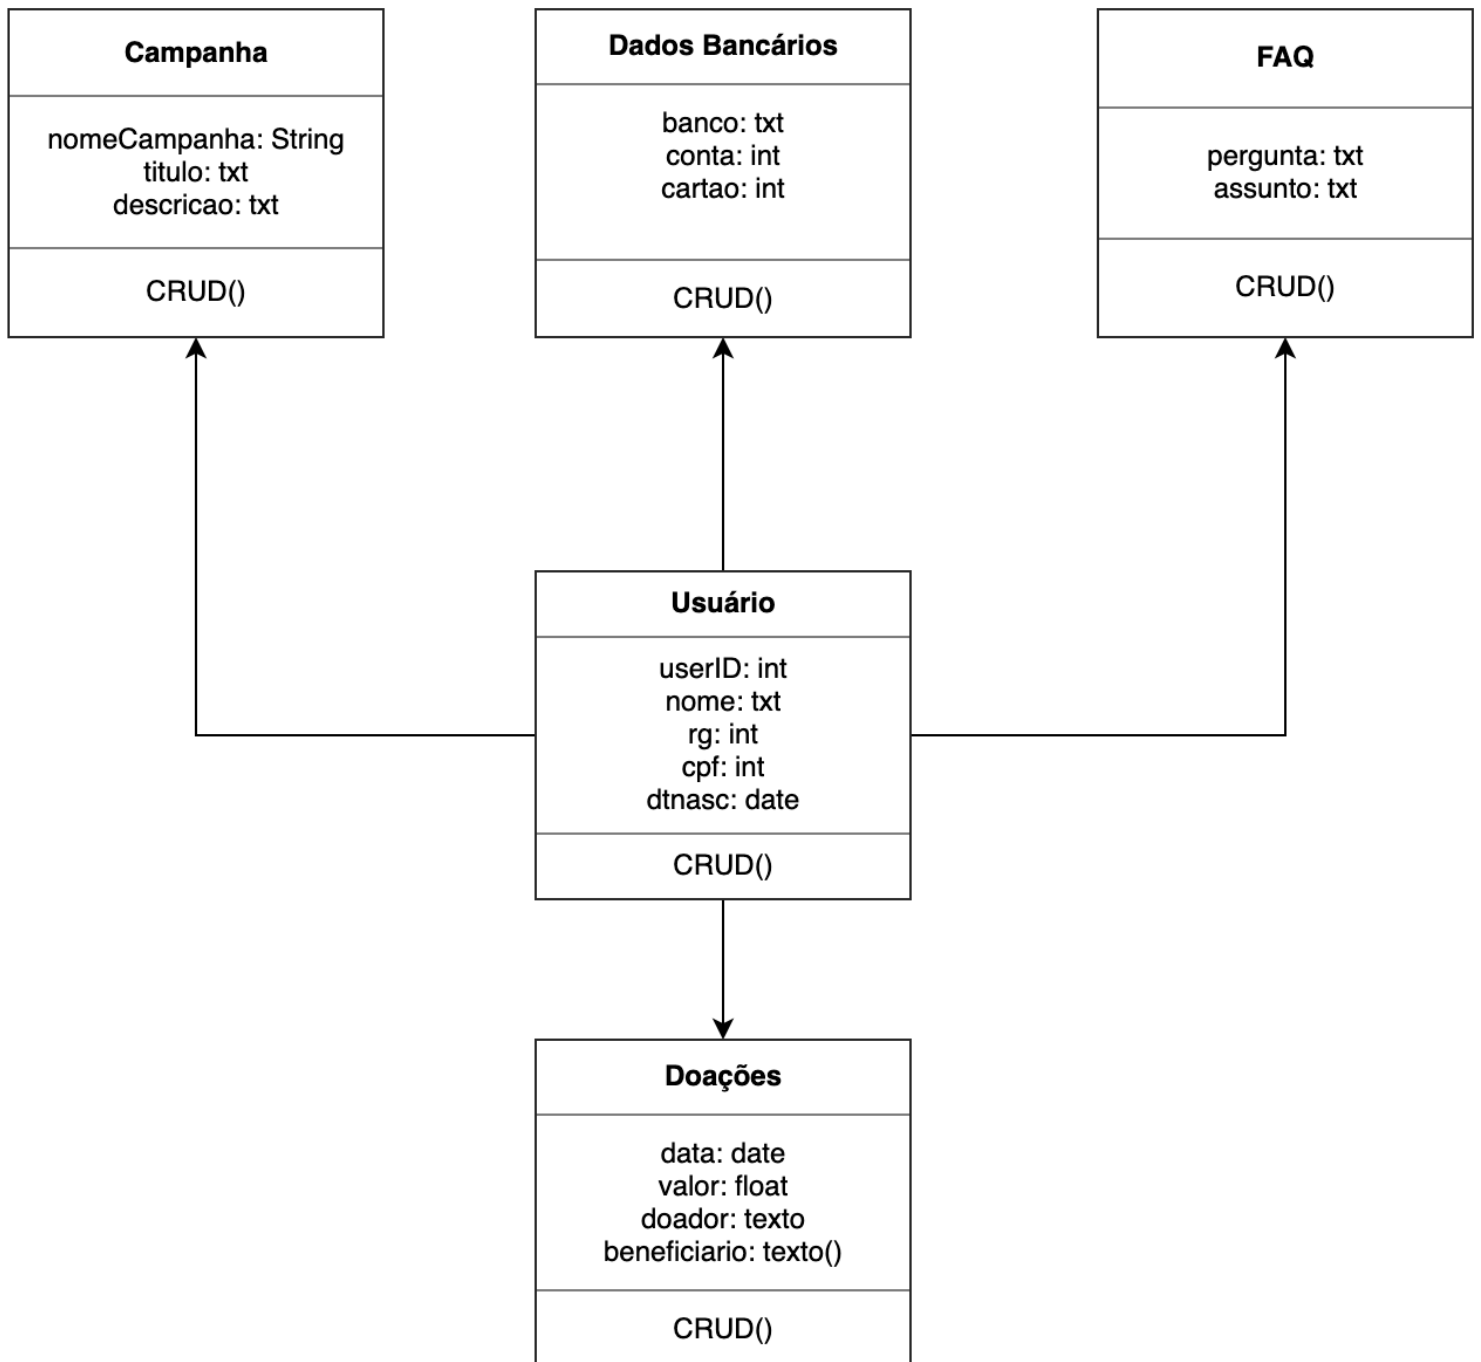 Campanha
nomeCampanha: String
titulo: txt
descricao: txt
CRUD()
Dados Bancários
banco: txt
conta: int
cartao: int
CRUD()
FAQ
pergunta: txt
assunto: txt
CRUD()
Usuário
userID: int
nome: txt
rg: int
cpf: int
dtnasc: date
CRUD()
Doações
data: date
valor: float
doador: texto
beneficiario: texto()
CRUD()